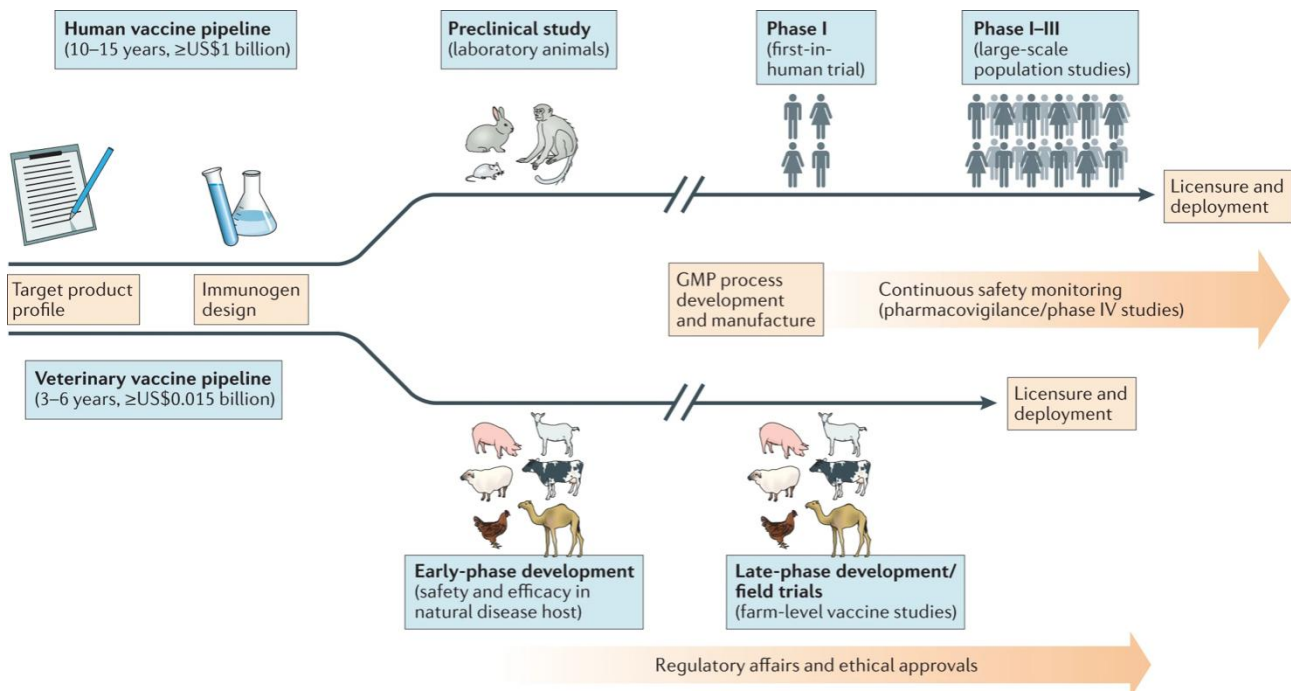 Human vaccine pipeline
(10–15 years, ≥US$1 billion)
Preclinical study
(laboratory animals)
Phase I
(first-in-
human trial)
Phase I–III
(large-scale
population studies)
Licensure and
deployment
Target product
profile
Immunogen
design
GMP process
development
and manufacture
Continuous safety monitoring
(pharmacovigilance/phase IV studies)
Veterinary vaccine pipeline
(3–6 years, ≥US$0.015 billion)
Licensure and
deployment
Early-phase development
(safety and efficacy in
natural disease host)
Late-phase development/
field trials
(farm-level vaccine studies)
Regulatory affairs and ethical approvals